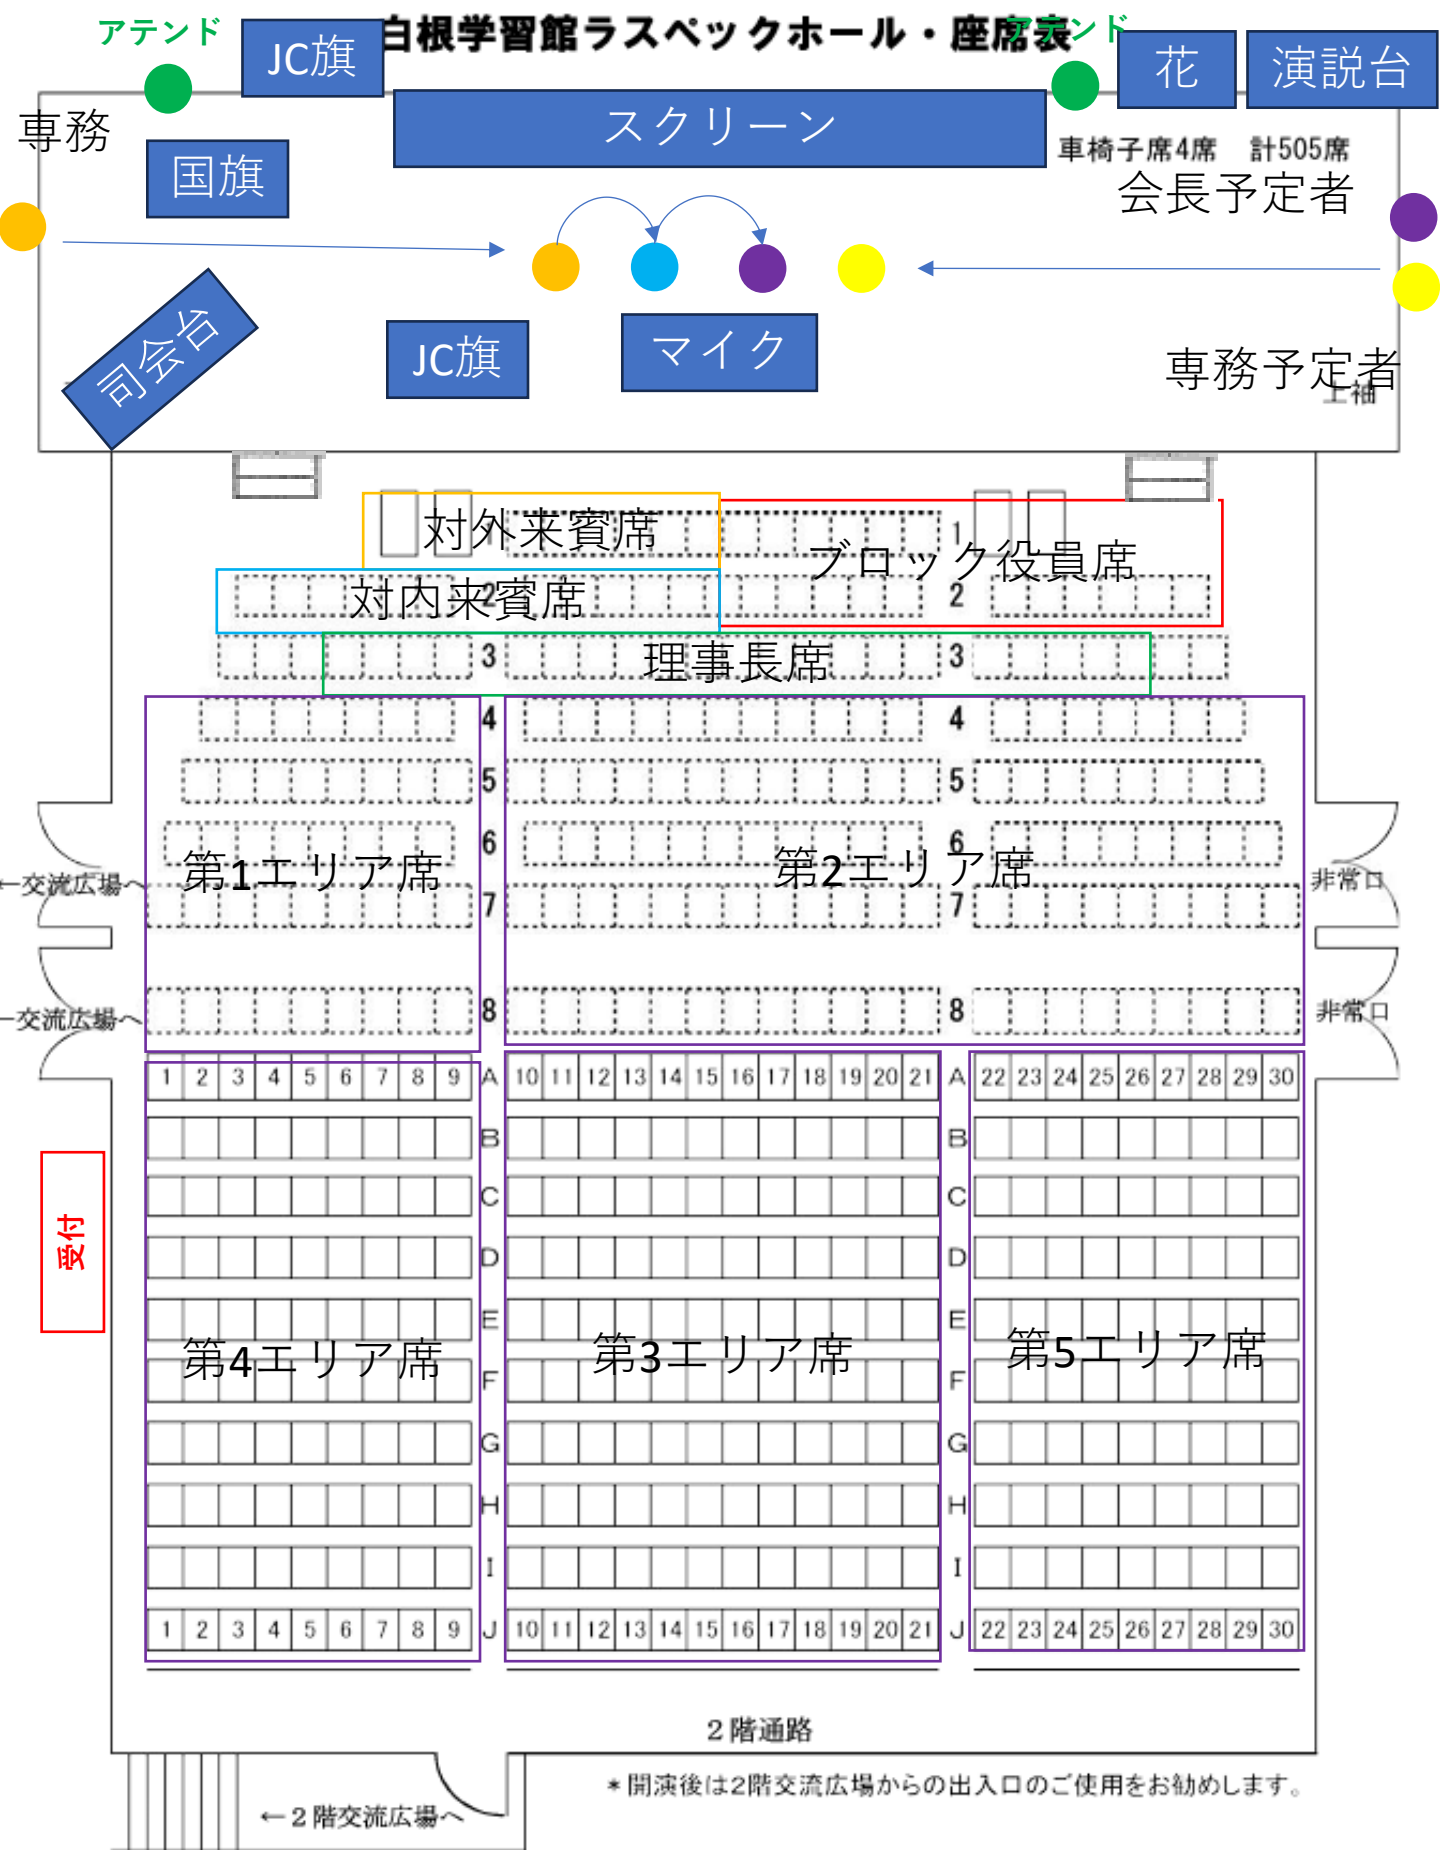 アテンド
JC旗
白根学習館ラスペックホール・座席表
アテンド
花
演説台
専務
スクリーン
車椅子席4席　計505席
国旗
会長予定者
司会台
JC旗
マイク
専務予定者
上袖
対外来賓席
1
1
ブロック役員席
対内来賓席
2
2
3
理事長席
3
4
4
5
5
6
6
第1エリア席
第2エリア席
←交流広場へ
7
7
非常口
←交流広場へ
8
8
非常口
1 2 3 4 5 6 7 8 9 A 10 11 12 13 14 15 16 17 18 19 20 21 A 22 23 24 25 26 27 28 29 30
B
B
C
C
受付
D
D
E
E
第4エリア席
第3エリア席
第5エリア席
F
F
G
G
H
H
I
I
1 2 3 4 5 6 7 8 9 J 10 11 12 13 14 15 16 17 18 19 20 21 J 22 23 24 25 26 27 28 29 30
２階通路
＊開演後は2階交流広場からの出入口のご使用をお勧めします。
←２階交流広場へ